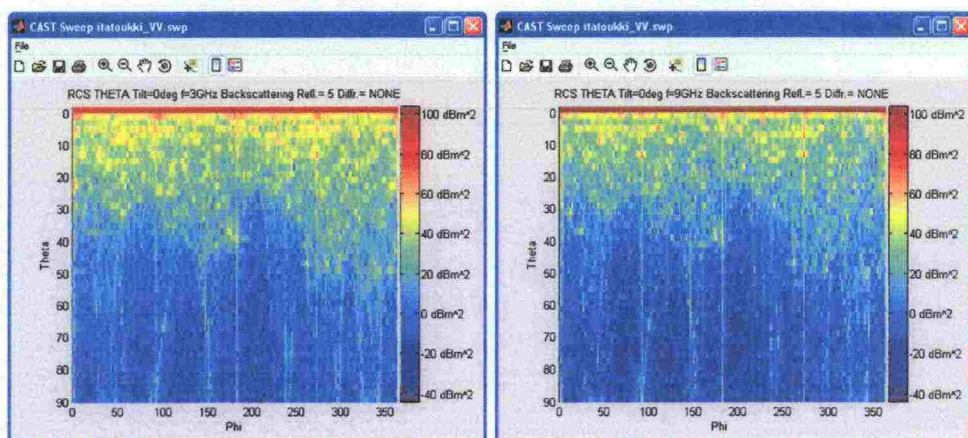 CAST Sweep itatoukki_VV.swp
File
RCS THETA Tilt=0deg f=3GHz Backscattering Refl.= 5 Diffr.= NONE
100 dBm^2
80 dBm^2
60 dBm^2
40 dBm^2
20 dBm^2
0 dBm^2
-20 dBm^2
-40 dBm^2
0
10
20
30
40
50
60
70
80
90
Theta
0
50
100
150
200
250
300
350
Phi
CAST Sweep itatoukki_VV.swp
File
RCS THETA Tilt=0deg f=9GHz Backscattering Refl.= 5 Diffr.= NONE
100 dBm^2
80 dBm^2
60 dBm^2
40 dBm^2
20 dBm^2
0 dBm^2
-20 dBm^2
-40 dBm^2
0
10
20
30
40
50
60
70
80
90
Theta
0
50
100
150
200
250
300
350
Phi